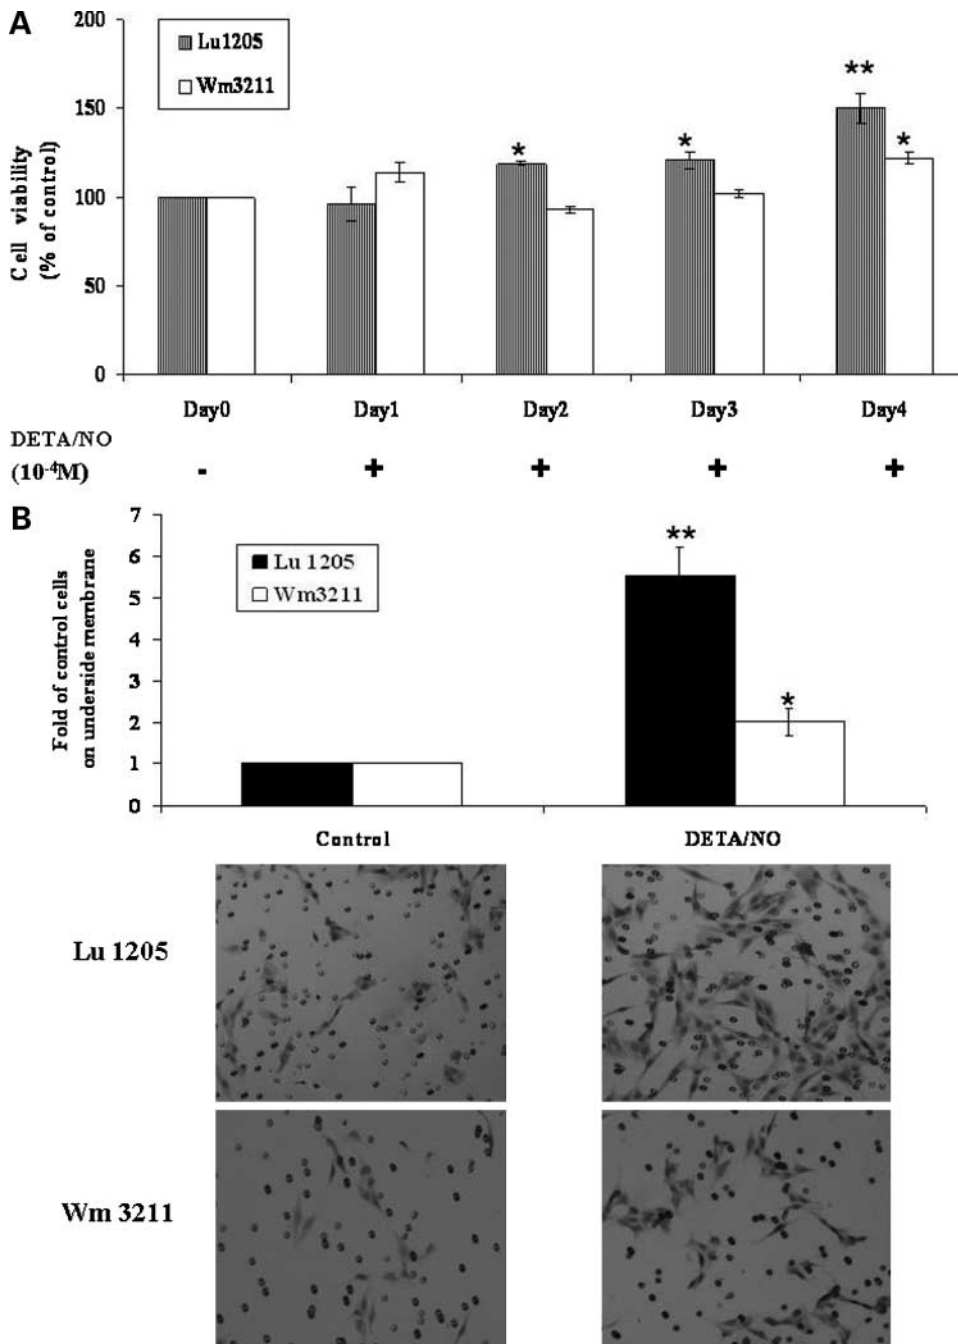 A
200
Lu1205
Wm3211
150
100
50
0
Cell viability
(% of control)
*
*
**
*
Day0 Day1 Day2 Day3 Day4
DETA/NO
(10⁻⁴M) - + + + +
B
7
6
5
4
3
2
1
0
Fold of control cells
on underside membrane
Lu 1205
Wm3211
**
*
Control DETA/NO
Lu 1205
Wm 3211